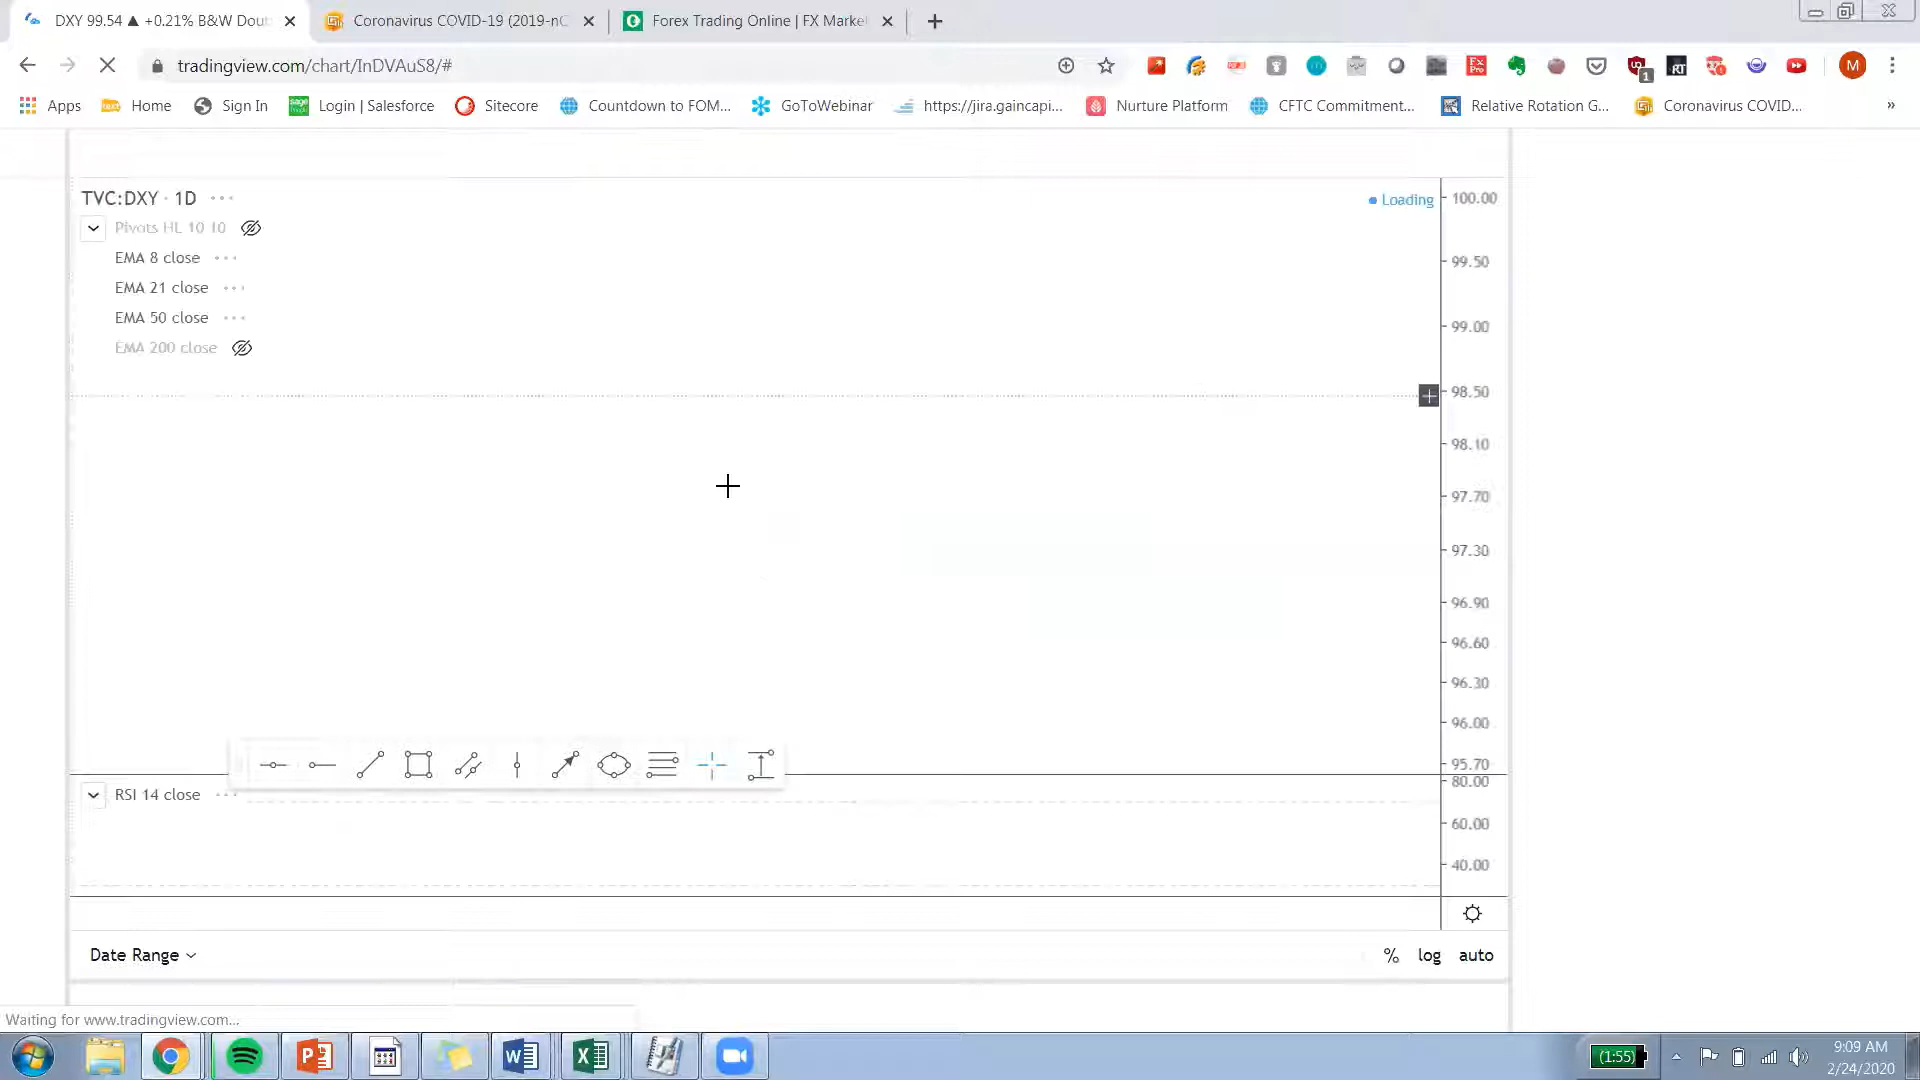 DXY 99.54 ▲ +0.21% B&W Dou
Coronavirus COVID-19 (2019-nC
Forex Trading Online | FX Marke
tradingview.com/chart/InDVAuS8/#
1
M
Apps
Home
Sign In
Login | Salesforce
Sitecore
Countdown to FOM...
GoToWebinar
https://jira.gaincapi...
Nurture Platform
CFTC Commitment...
Relative Rotation G...
Coronavirus COVID...
»
TVC:DXY · 1D
Loading
Pivots HL 10 10
EMA 8 close
EMA 21 close
EMA 50 close
EMA 200 close
100.00
99.50
99.00
98.50
98.10
97.70
97.30
96.90
96.60
96.30
96.00
95.70
RSI 14 close
80.00
60.00
40.00
Date Range
%
log
auto
Waiting for www.tradingview.com...
(1:55)
9:09 AM
2/24/2020